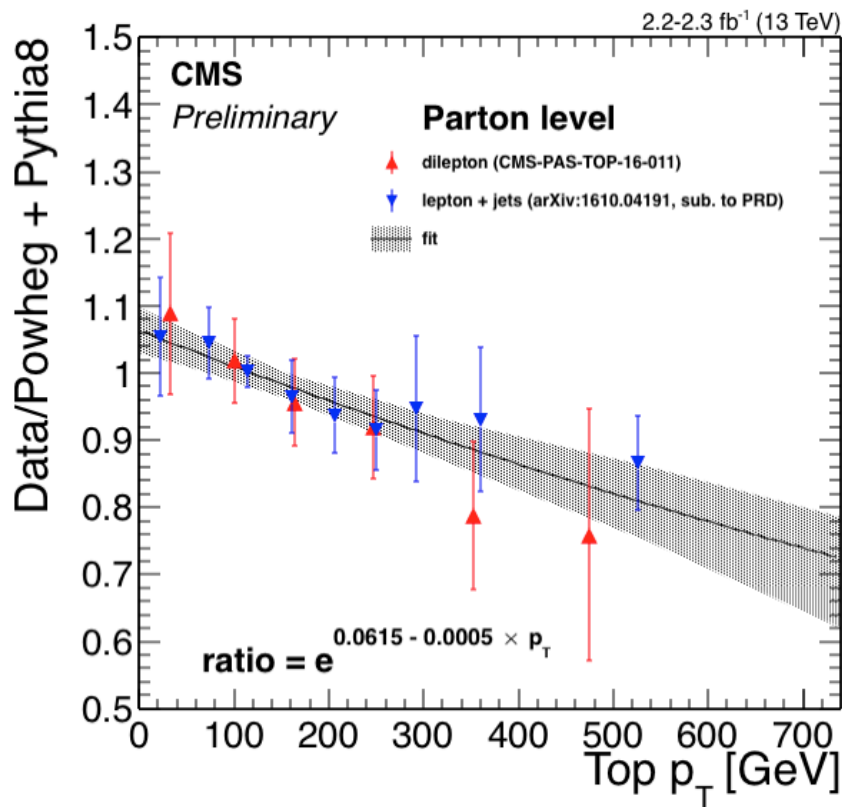 2.2-2.3 fb⁻¹ (13 TeV)
CMS
Preliminary
Parton level
dilepton (CMS-PAS-TOP-16-011)
lepton + jets (arXiv:1610.04191, sub. to PRD)
fit
Data/Powheg + Pythia8
1.5
1.4
1.3
1.2
1.1
1
0.9
0.8
0.7
0.6
0.5
ratio = e^{0.0615 - 0.0005 × p_T}
0 100 200 300 400 500 600 700
Top p_T [GeV]